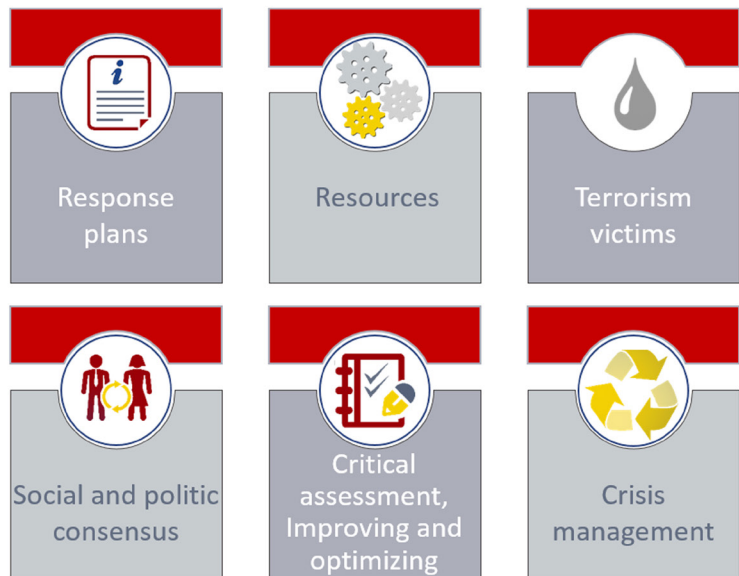 i
Response
plans
Resources
Terrorism
victims
Social and politic
consensus
Critical
assessment,
Improving and
optimizing
Crisis
management